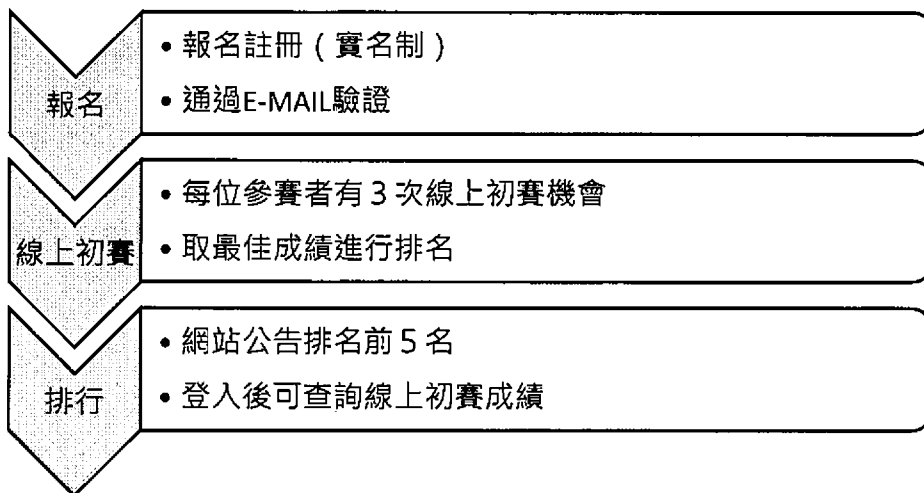 報名
• 報名註冊（實名制）
• 通過E-MAIL驗證
線上初賽
• 每位參賽者有3次線上初賽機會
• 取最佳成績進行排名
排行
• 網站公告排名前5名
• 登入後可查詢線上初賽成績